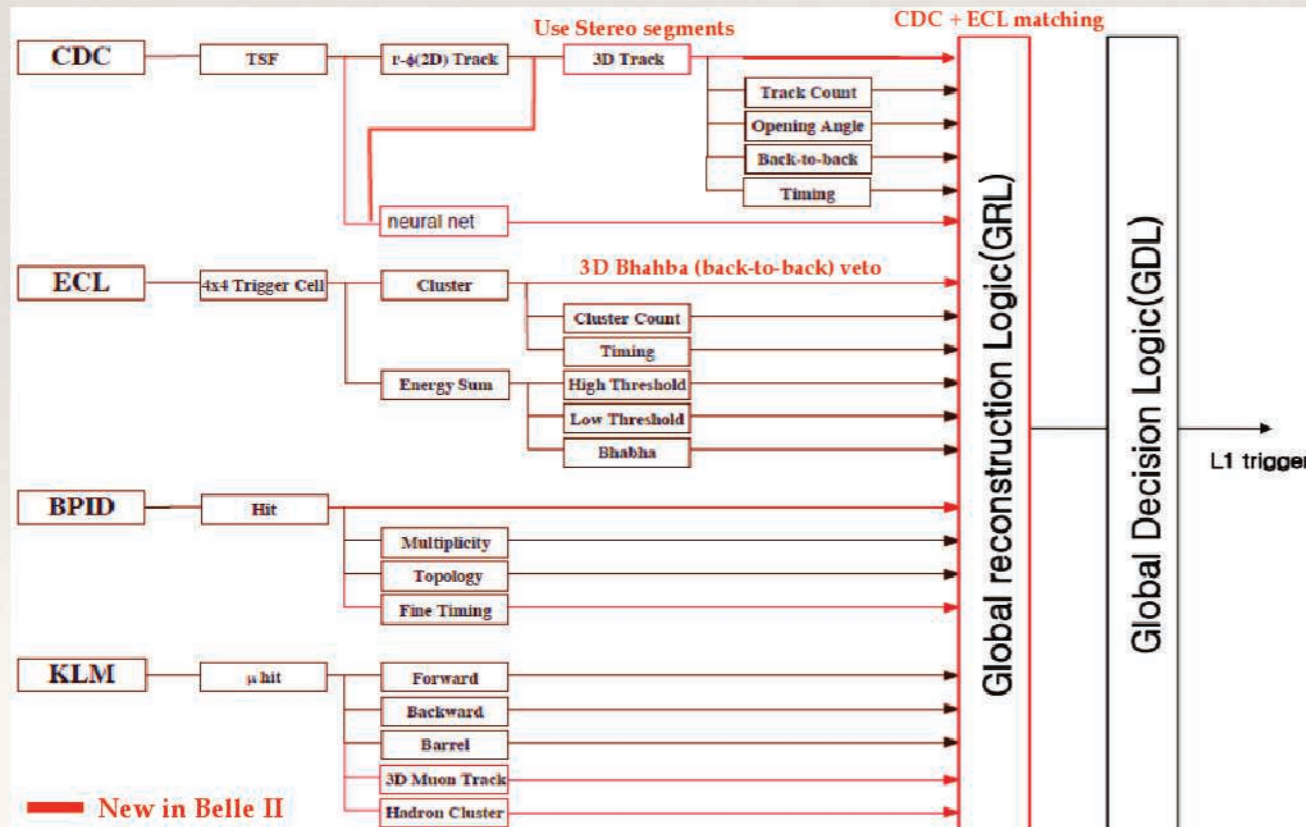 Use Stereo segments
CDC + ECL matching
CDC
TSF
r-ϕ(2D) Track
3D Track
Track Count
Opening Angle
Back-to-back
Timing
neural net
3D Bhahba (back-to-back) veto
ECL
4x4 Trigger Cell
Cluster
Cluster Count
Timing
Energy Sum
High Threshold
Low Threshold
Bhabha
BPID
Hit
Multiplicity
Topology
Fine Timing
KLM
μ hit
Forward
Backward
Barrel
3D Muon Track
Hadron Cluster
New in Belle II
Global reconstruction Logic(GRL)
Global Decision Logic(GDL)
L1 trigger